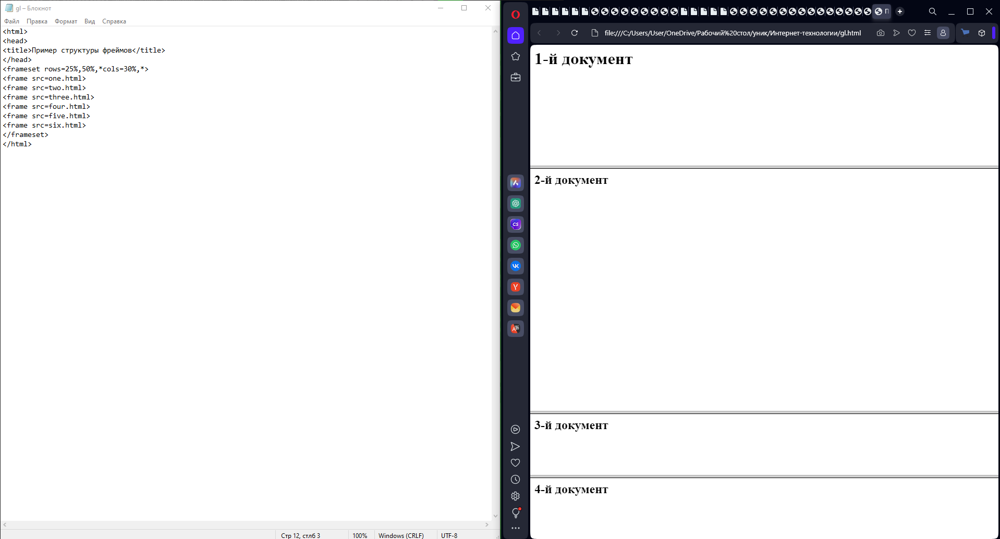 gl – Блокнот
Файл Правка Формат Вид Справка
<html>
<head>
<title>Пример структуры фреймов</title>
</head>
<frameset rows=25%,50%,*cols=30%,*>
<frame src=one.html>
<frame src=two.html>
<frame src=three.html>
<frame src=four.html>
<frame src=five.html>
<frame src=six.html>
</frameset>
</html>
Стр 12, стлб 3 100% Windows (CRLF) UTF-8
П
file:///C:/Users/User/OneDrive/Рабочий%20стол/уник/Интернет-технологии/gl.html
CS
1-й документ
2-й документ
3-й документ
4-й документ